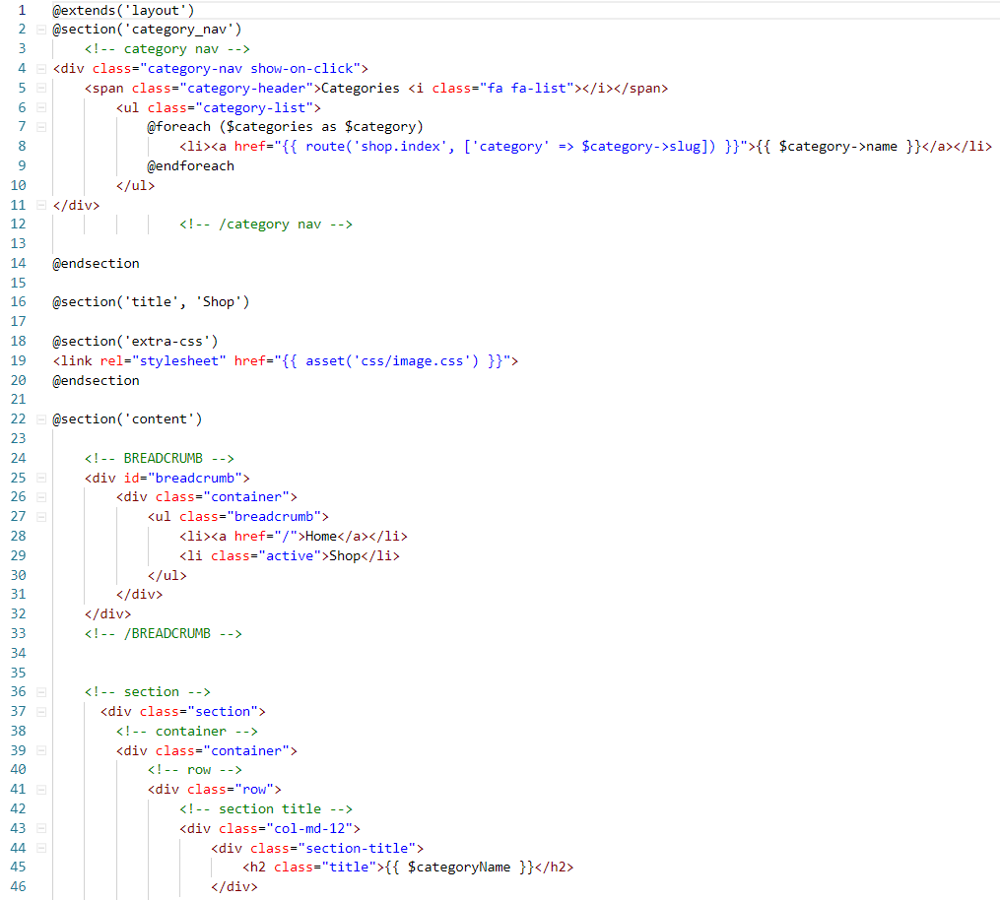 1 @extends('layout')
2 @section('category_nav')
3 <!-- category nav -->
4 <div class="category-nav show-on-click">
5 <span class="category-header">Categories <i class="fa fa-list"></i></span>
6 <ul class="category-list">
7 @foreach ($categories as $category)
8 <li><a href="{{ route('shop.index', ['category' => $category->slug]) }}">{{ $category->name }}</a></li>
9 @endforeach
10 </ul>
11 </div>
12 <!-- /category nav -->
13
14 @endsection
15
16 @section('title', 'Shop')
17
18 @section('extra-css')
19 <link rel="stylesheet" href="{{ asset('css/image.css') }}">
20 @endsection
21
22 @section('content')
23
24 <!-- BREADCRUMB -->
25 <div id="breadcrumb">
26 <div class="container">
27 <ul class="breadcrumb">
28 <li><a href="/">Home</a></li>
29 <li class="active">Shop</li>
30 </ul>
31 </div>
32 </div>
33 <!-- /BREADCRUMB -->
34
35
36 <!-- section -->
37 <div class="section">
38 <!-- container -->
39 <div class="container">
40 <!-- row -->
41 <div class="row">
42 <!-- section title -->
43 <div class="col-md-12">
44 <div class="section-title">
45 <h2 class="title">{{ $categoryName }}</h2>
46 </div>